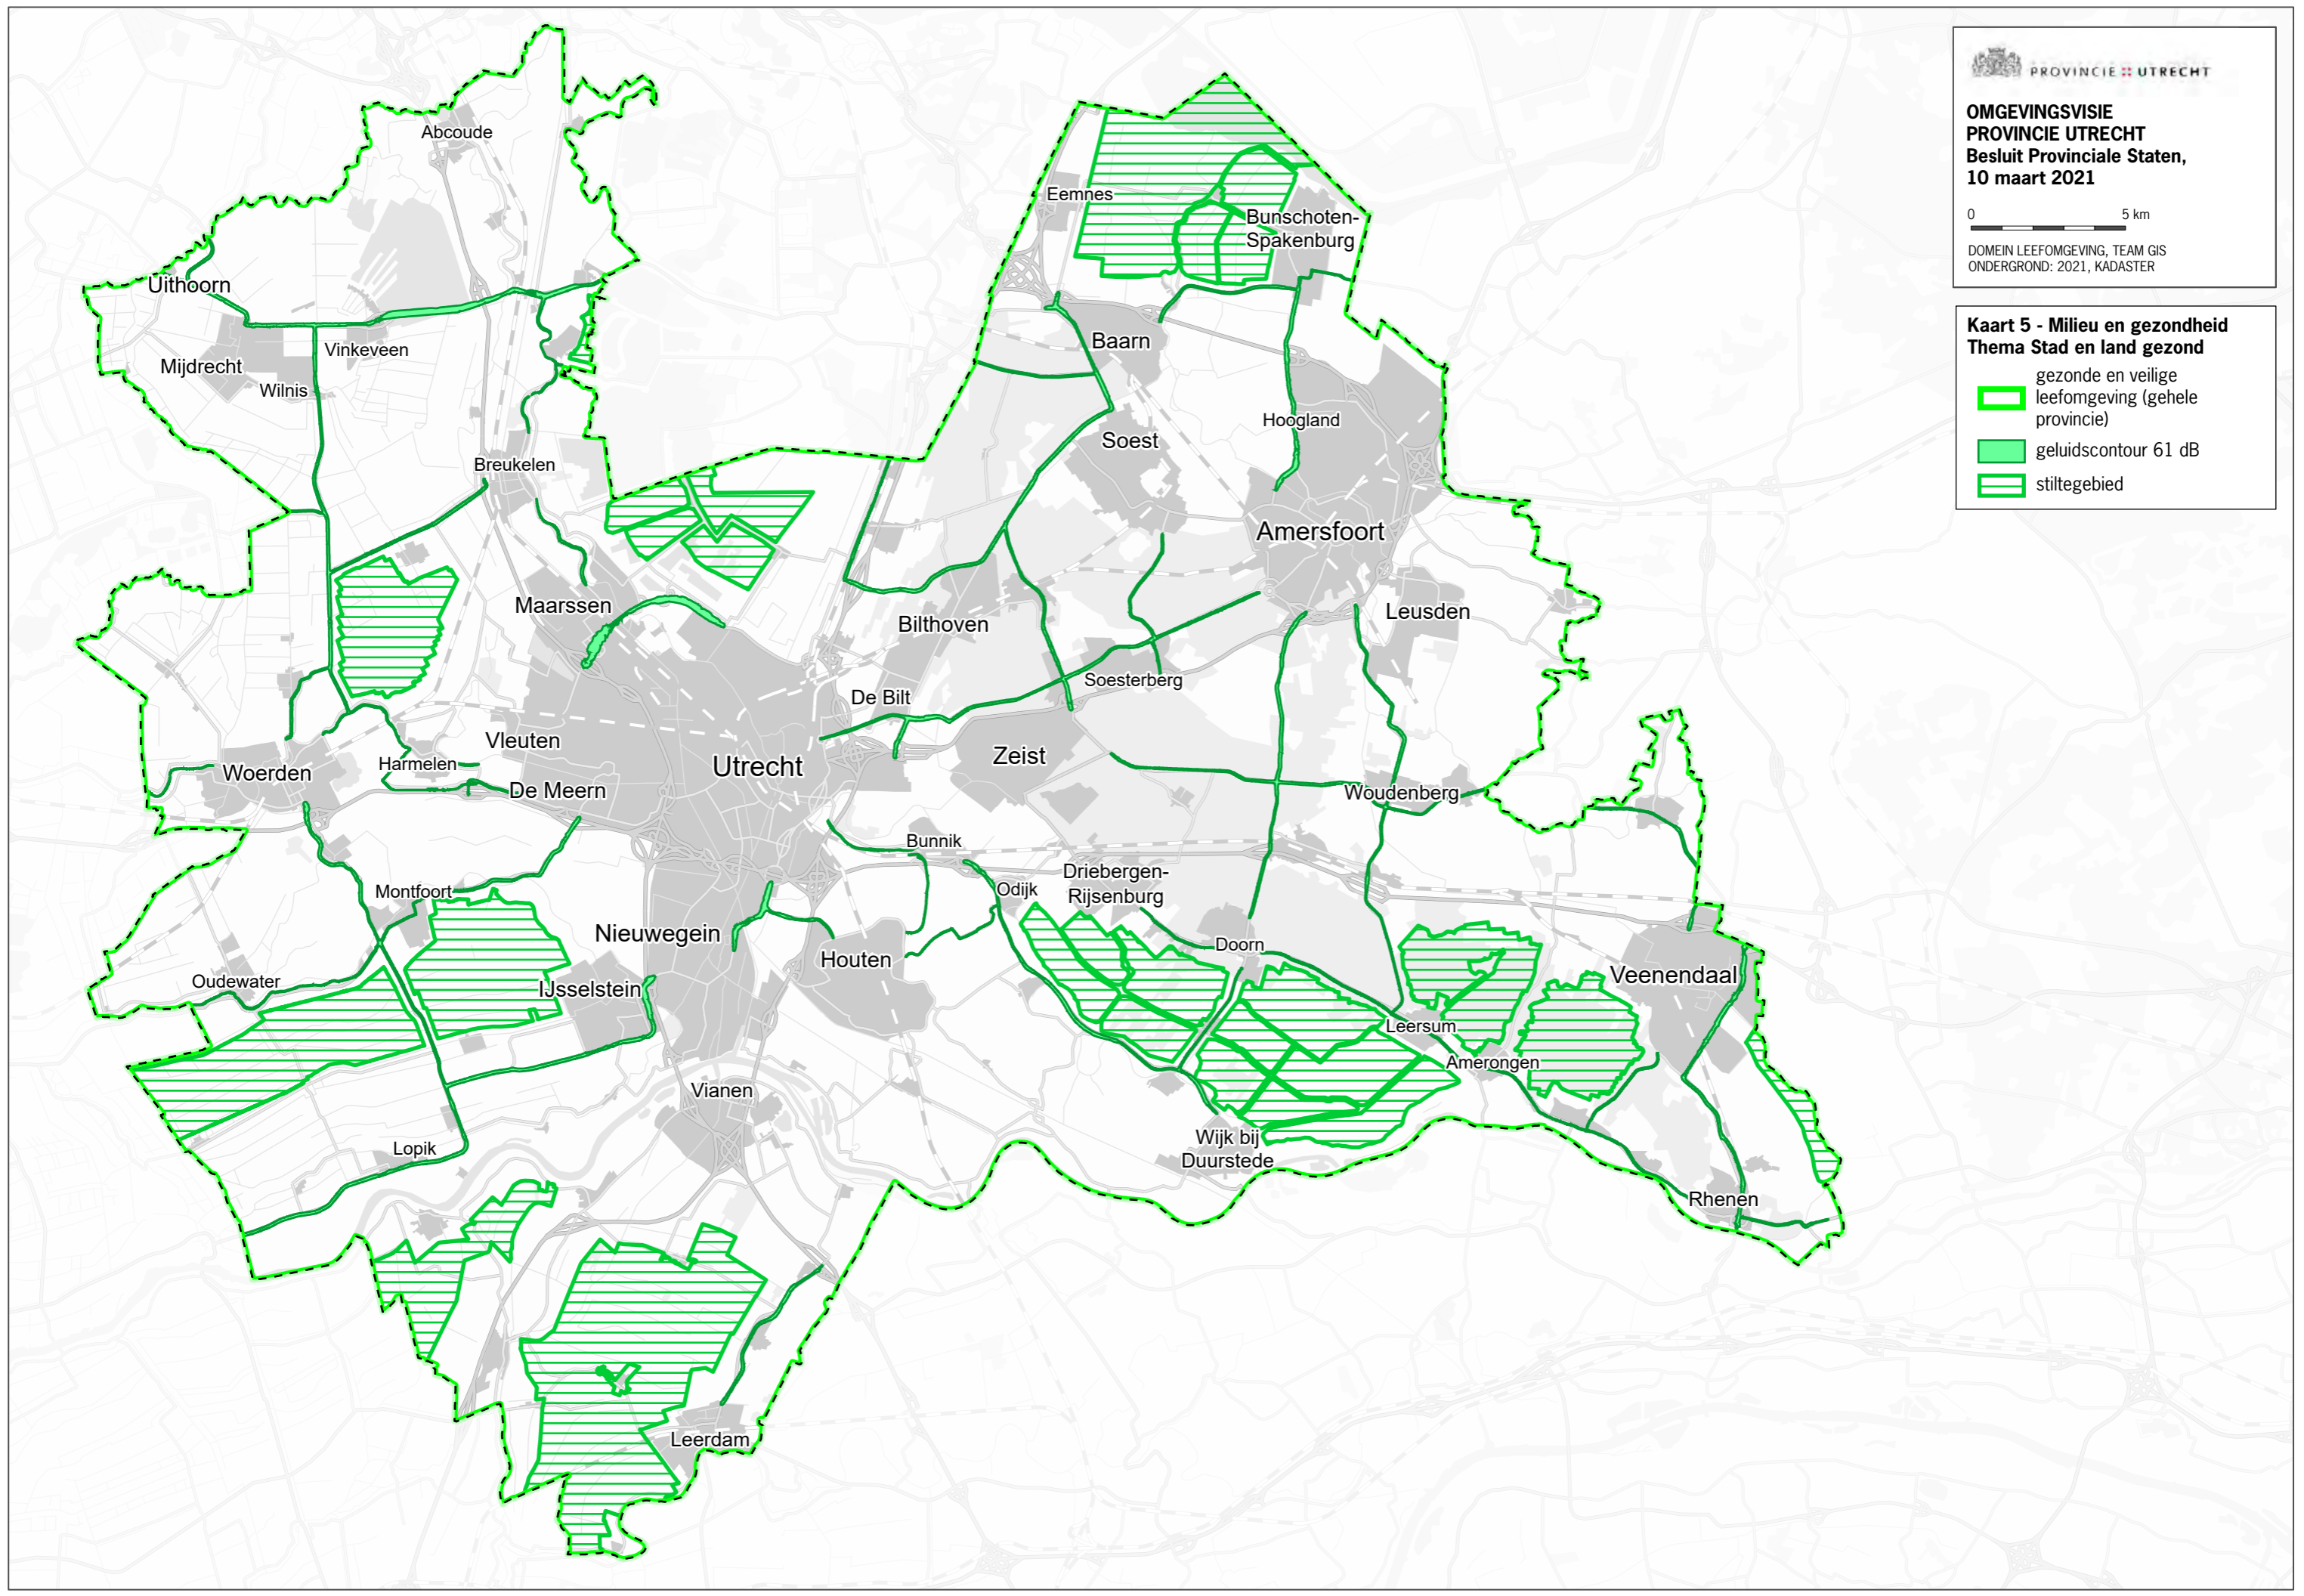 PROVINCIE UTRECHT
OMGEVINGSVISIE
PROVINCIE UTRECHT
Besluit Provinciale Staten,
10 maart 2021
0 5 km
DOMEIN LEEFOMGEVING, TEAM GIS
ONDERGROND: 2021, KADASTER
Kaart 5 - Milieu en gezondheid
Thema Stad en land gezond
gezonde en veilige
leefomgeving (gehele
provincie)
geluidscontour 61 dB
stiltegebied
Abcoude
Eemnes
Bunschoten-
Spakenburg
Uithoorn
Baarn
Vinkeveen
Mijdrecht
Wilnis
Hoogland
Soest
Breukelen
Amersfoort
Maarssen
Leusden
Bilthoven
Soesterberg
De Bilt
Vleuten
Zeist
Harmelen
Utrecht
Woerden
De Meern
Woudenberg
Bunnik
Driebergen-
Rijsenburg
Odijk
Montfoort
Nieuwegein
Doorn
Houten
Veenendaal
Oudewater
IJsselstein
Leersum
Amerongen
Vianen
Wijk bij
Duurstede
Lopik
Rhenen
Leerdam